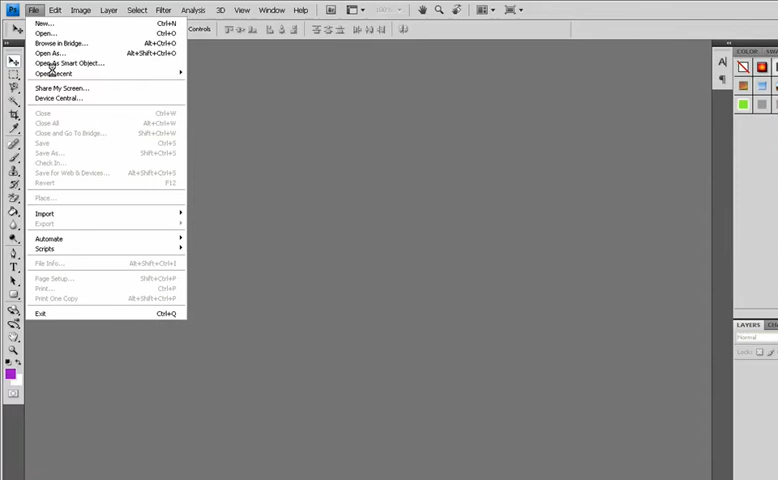 Ps File Edit Image Layer Select Filter Analysis 3D View Window Help Br
Controls
New... Ctrl+N
Open... Ctrl+O
Browse in Bridge... Alt+Ctrl+O
Open As... Alt+Shift+Ctrl+O
Open As Smart Object...
Open Recent
Share My Screen...
Device Central...
Close Ctrl+W
Close All Alt+Ctrl+W
Close and Go To Bridge... Shift+Ctrl+W
Save Ctrl+S
Save As... Shift+Ctrl+S
Check In...
Save for Web & Devices... Alt+Shift+Ctrl+S
Revert F12
Place...
Import
Export
Automate
Scripts
File Info... Alt+Shift+Ctrl+I
Page Setup... Shift+Ctrl+P
Print... Ctrl+P
Print One Copy Alt+Shift+Ctrl+P
Exit Ctrl+Q
COLOR
LAYERS
Normal
Lock: